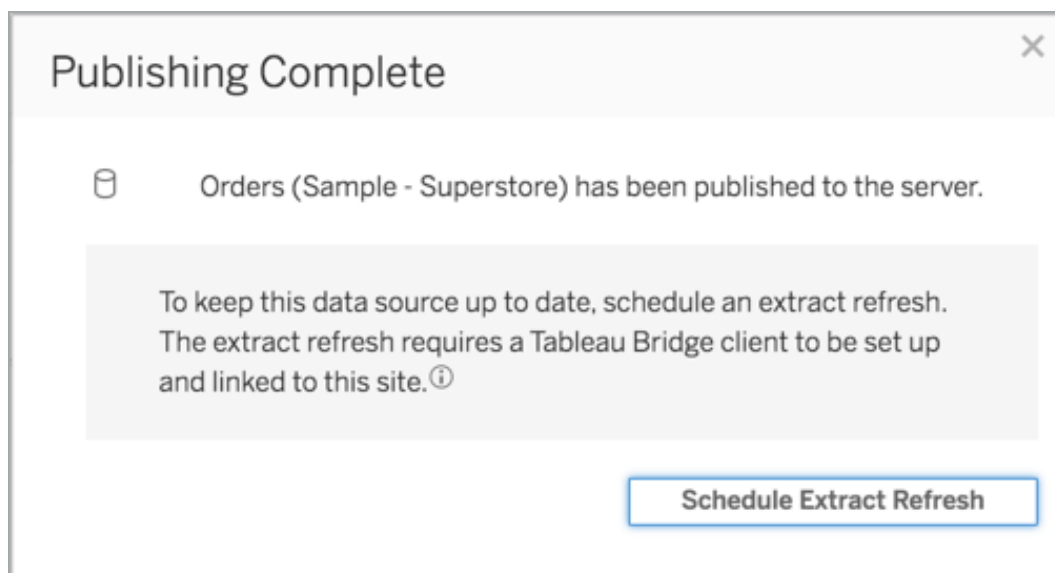 Publishing Complete
Orders (Sample - Superstore) has been published to the server.
To keep this data source up to date, schedule an extract refresh.
The extract refresh requires a Tableau Bridge client to be set up
and linked to this site.
Schedule Extract Refresh